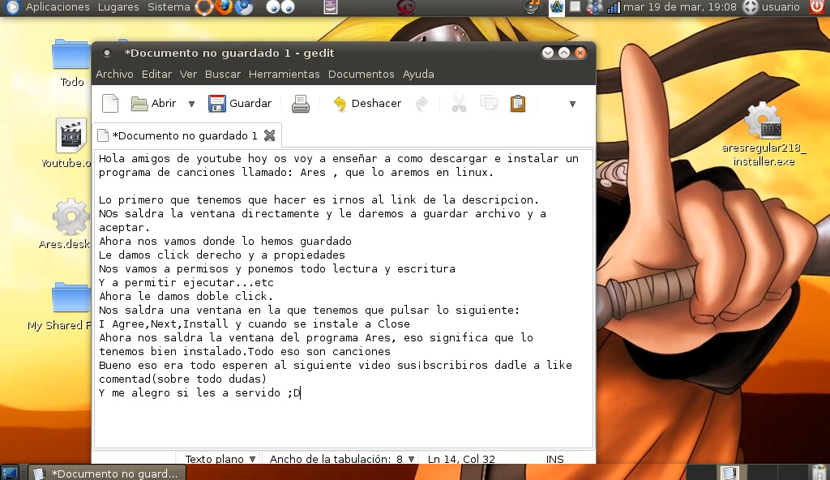 Aplicaciones Lugares Sistema mar 19 de mar, 19:08 usuario
*Documento no guardado 1 - gedit
Archivo Editar Ver Buscar Herramientas Documentos Ayuda
Abrir Guardar Deshacer
*Documento no guardado 1
Hola amigos de youtube hoy os voy a enseñar a como descargar e instalar un
programa de canciones llamado: Ares , que lo aremos en linux.
Lo primero que tenemos que hacer es irnos al link de la descripcion.
NOs saldra la ventana directamente y le daremos a guardar archivo y a
aceptar.
Ahora nos vamos donde lo hemos guardado
Le damos click derecho y a propiedades
Nos vamos a permisos y ponemos todo lectura y escritura
Y a permitir ejecutar...etc
Ahora le damos doble click.
Nos saldra una ventana en la que tenemos que pulsar lo siguiente:
I Agree,Next,Install y cuando se instale a Close
Ahora nos saldra la ventana del programa Ares, eso significa que lo
tenemos bien instalado.Todo eso son canciones
Bueno eso era todo esperen al siguiente video sus¡bscribiros dadle a like
comentad(sobre todo dudas)
Y me alegro si les a servido ;D
Texto plano Ancho de la tabulación: 8 Ln 14, Col 32 INS
Todo
Youtube.o
Ares.desk
My Shared F
aresregular218_
installer.exe
*Documento no guard...